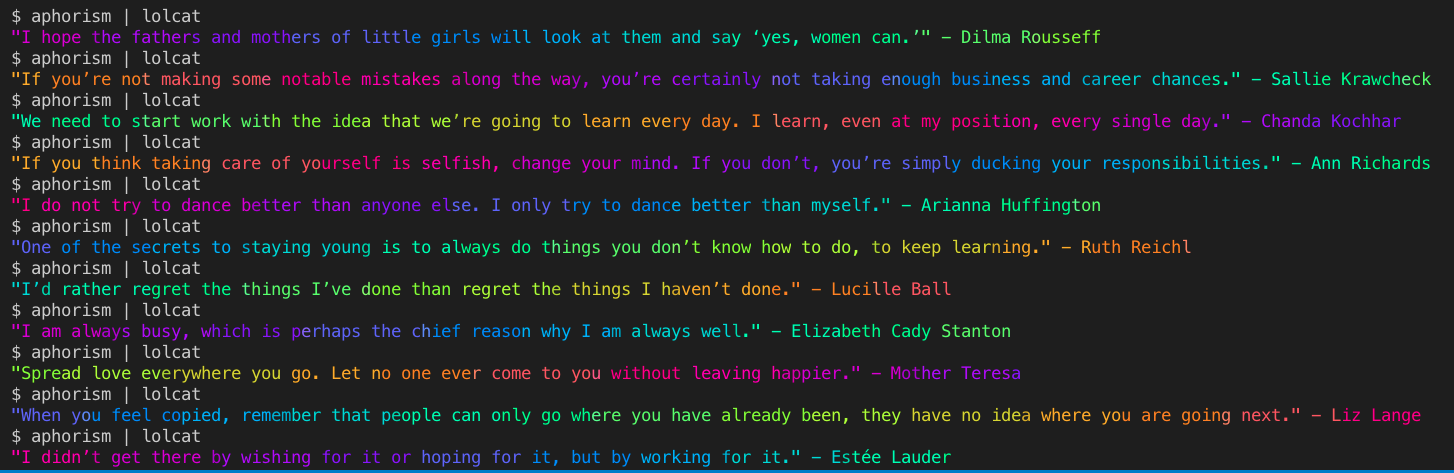 $ aphorism | lolcat
"I hope the fathers and mothers of little girls will look at them and say ‘yes, women can.’" — Dilma Rousseff
$ aphorism | lolcat
"If you’re not making some notable mistakes along the way, you’re certainly not taking enough business and career chances." — Sallie Krawcheck
$ aphorism | lolcat
"We need to start work with the idea that we’re going to learn every day. I learn, even at my position, every single day." — Chanda Kochhar
$ aphorism | lolcat
"If you think taking care of yourself is selfish, change your mind. If you don’t, you’re simply ducking your responsibilities." — Ann Richards
$ aphorism | lolcat
"I do not try to dance better than anyone else. I only try to dance better than myself." — Arianna Huffington
$ aphorism | lolcat
"One of the secrets to staying young is to always do things you don’t know how to do, to keep learning." — Ruth Reichl
$ aphorism | lolcat
"I’d rather regret the things I’ve done than regret the things I haven’t done." — Lucille Ball
$ aphorism | lolcat
"I am always busy, which is perhaps the chief reason why I am always well." — Elizabeth Cady Stanton
$ aphorism | lolcat
"Spread love everywhere you go. Let no one ever come to you without leaving happier." — Mother Teresa
$ aphorism | lolcat
"When you feel copied, remember that people can only go where you have already been, they have no idea where you are going next." — Liz Lange
$ aphorism | lolcat
"I didn’t get there by wishing for it or hoping for it, but by working for it." — Estée Lauder